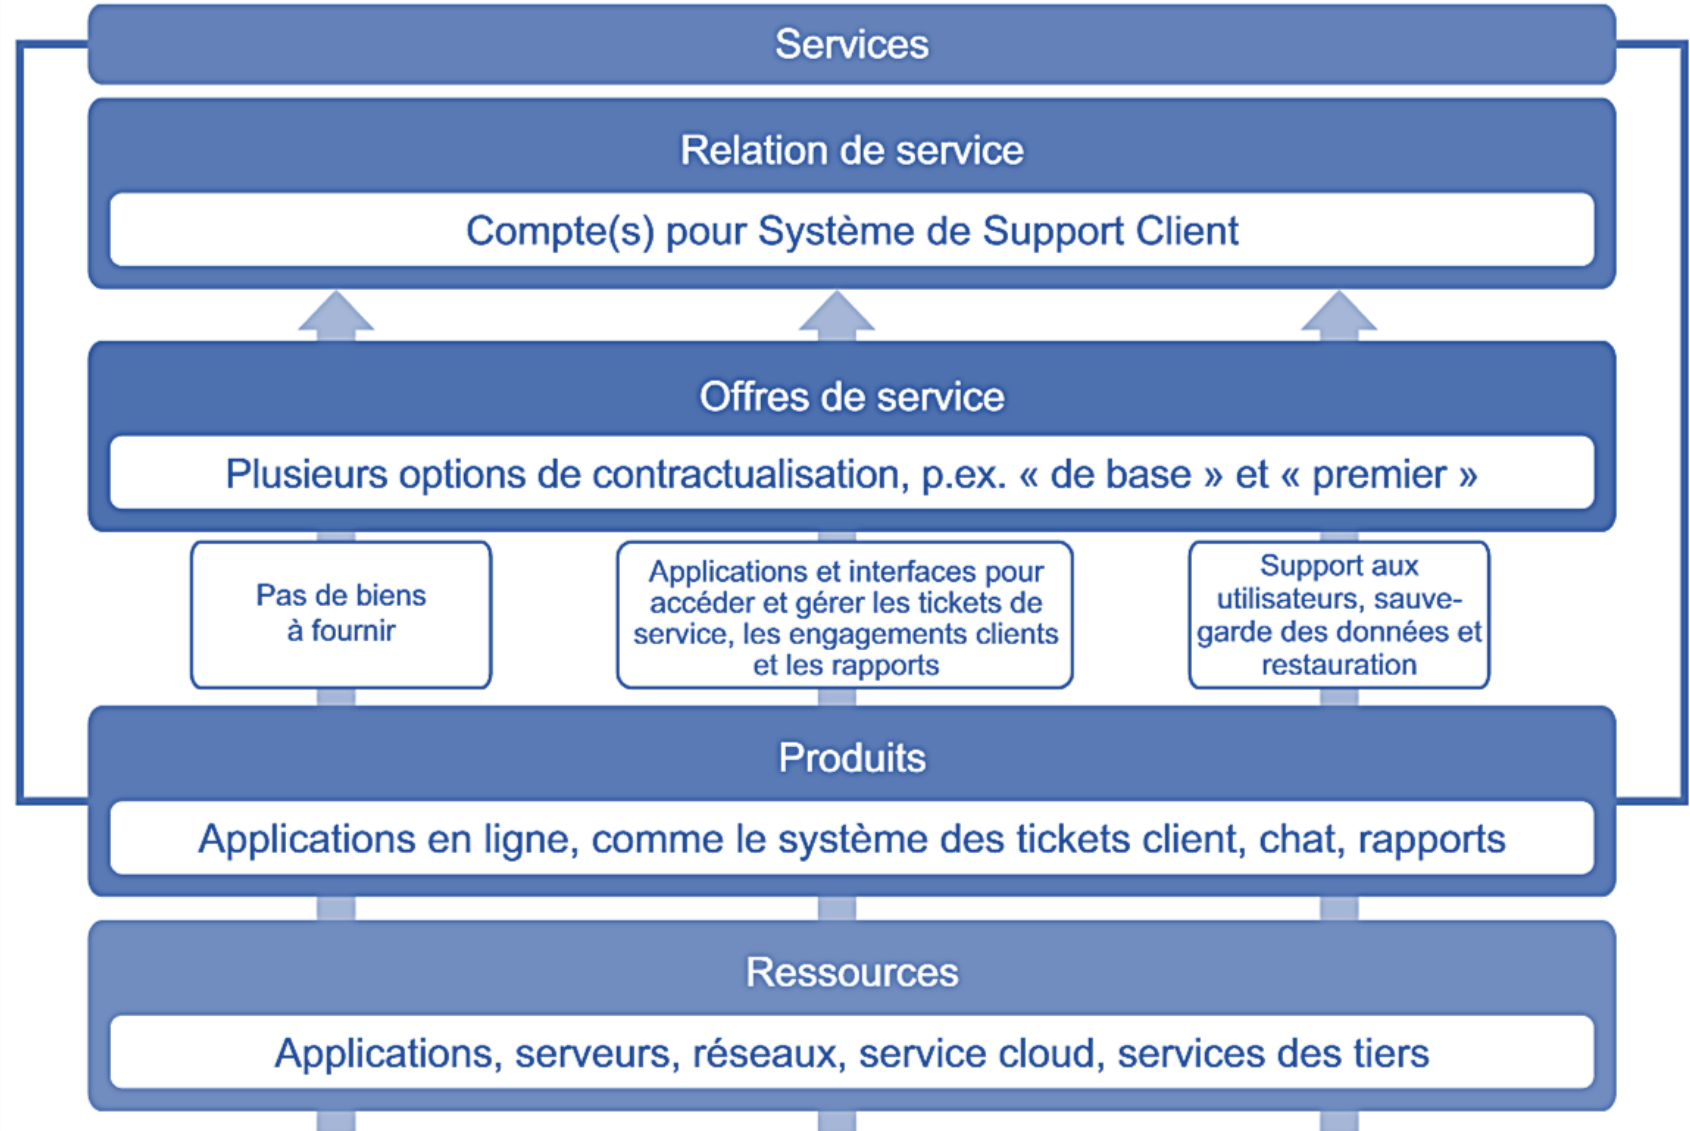 Services
Relation de service
Compte(s) pour Système de Support Client
Offres de service
Plusieurs options de contractualisation, p.ex. « de base » et « premier »
Pas de biens
à fournir
Applications et interfaces pour
accéder et gérer les tickets de
service, les engagements clients
et les rapports
Support aux
utilisateurs, sauve-
garde des données et
restauration
Produits
Applications en ligne, comme le système des tickets client, chat, rapports
Ressources
Applications, serveurs, réseaux, service cloud, services des tiers